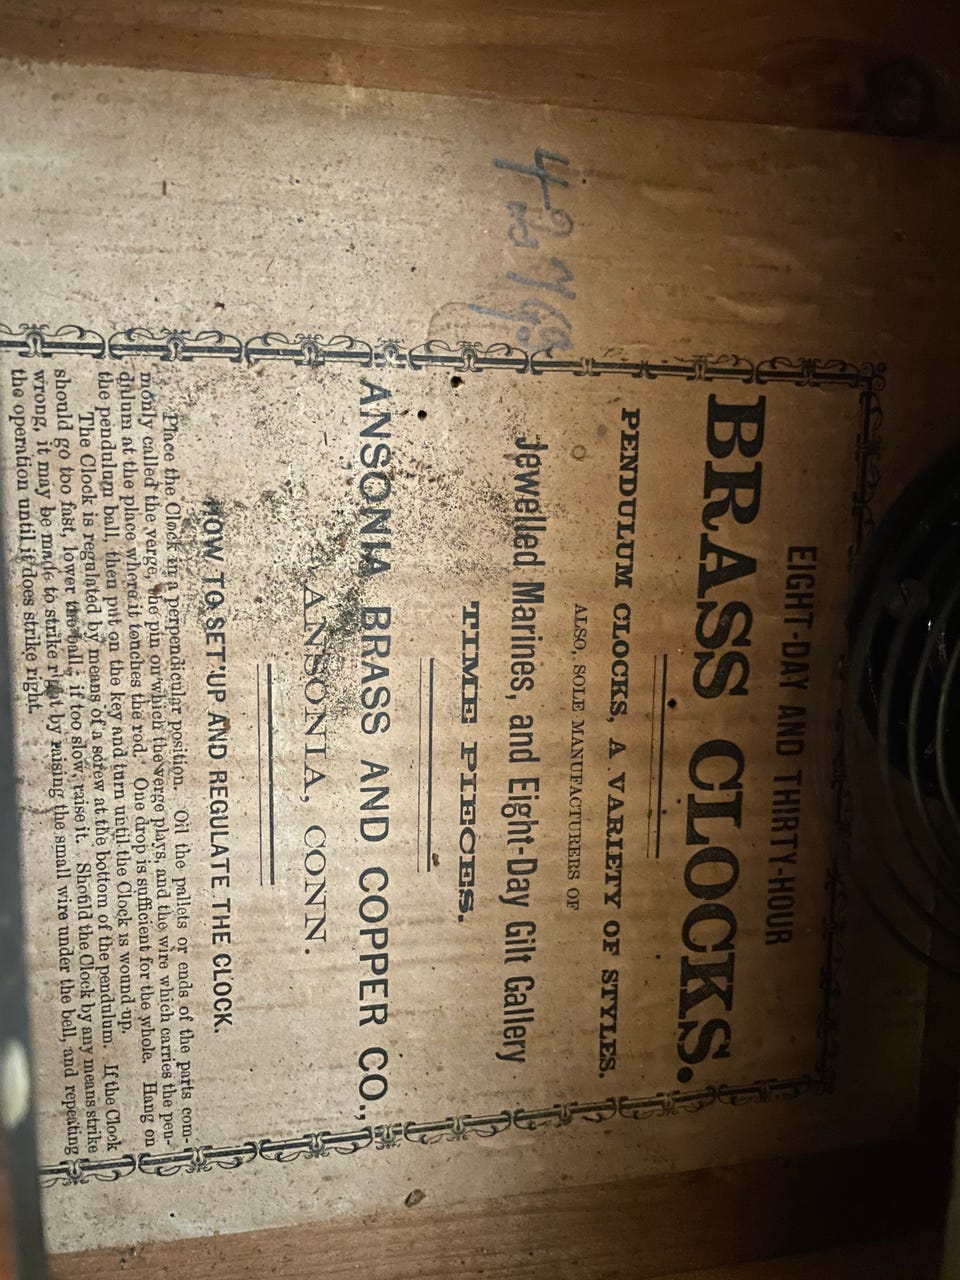 EIGHT-DAY AND THIRTY-HOUR
BRASS CLOCKS.
PENDULUM CLOCKS, A VARIETY OF STYLES.
ALSO, SOLE MANUFACTURERS OF
Jewelled Marines, and Eight-Day Gilt Gallery
TIME PIECES.
ANSONIA BRASS AND COPPER CO.,
ANSONIA, CONN.
HOW TO SET UP AND REGULATE THE CLOCK.
Place the Clock in a perpendicular position. Oil the pallets or ends of the parts com-
monly called the verge, the pin on which the verge plays, and the wire which carries the pen-
dulum at the place where it touches the rod. One drop is sufficient for the whole. Hang on
the pendulum ball, then put on the key and turn until the Clock is wound up.
The Clock is regulated by means of a screw at the bottom of the pendulum. If the Clock
should go too fast, lower the ball; if too slow, raise it. Should the Clock by any means strike
wrong, it may be made to strike right by raising the small wire under the bell, and repeating
the operation until it does strike right.